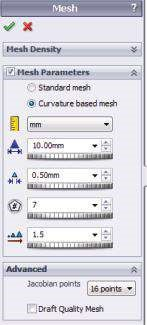 Mesh ?
Mesh Density
Mesh Parameters
Standard mesh
Curvature based mesh
mm
10.00mm
0.50mm
7
1.5
Advanced
Jacobian points 16 points
Draft Quality Mesh